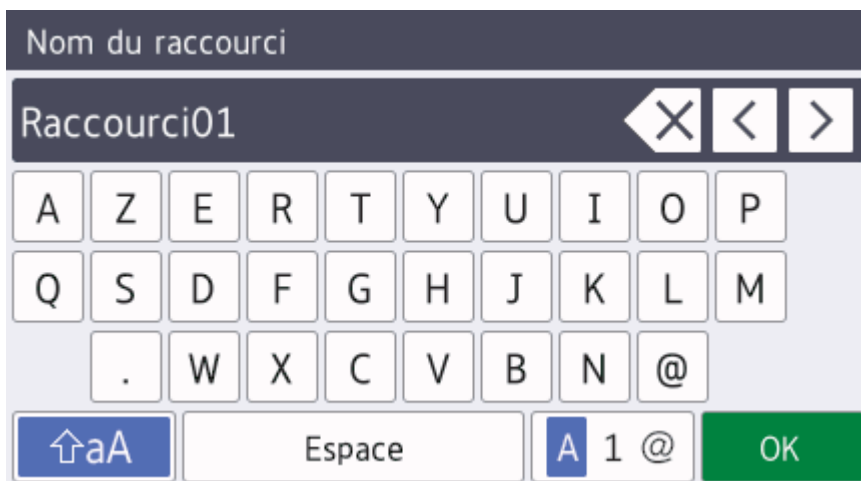 Nom du raccourci
Raccourci01
A Z E R T Y U I O P
Q S D F G H J K L M
. W X C V B N @
aA Espace A 1 @ OK